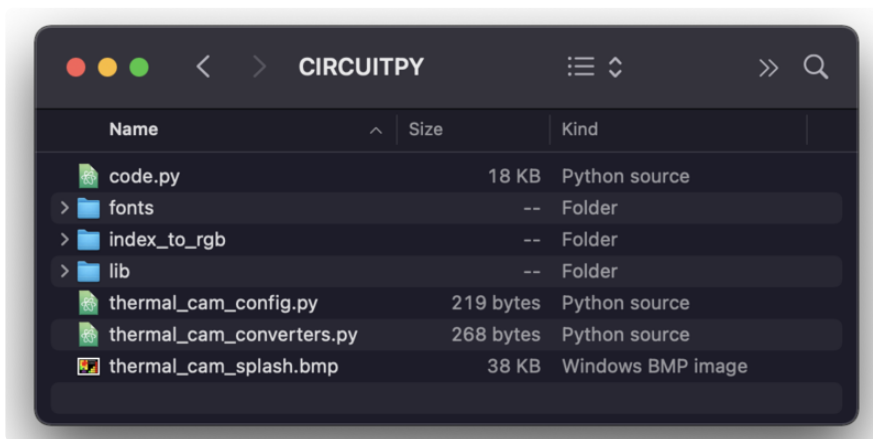 CIRCUITPY
Name Size Kind
code.py 18 KB Python source
fonts -- Folder
index_to_rgb -- Folder
lib -- Folder
thermal_cam_config.py 219 bytes Python source
thermal_cam_converters.py 268 bytes Python source
thermal_cam_splash.bmp 38 KB Windows BMP image